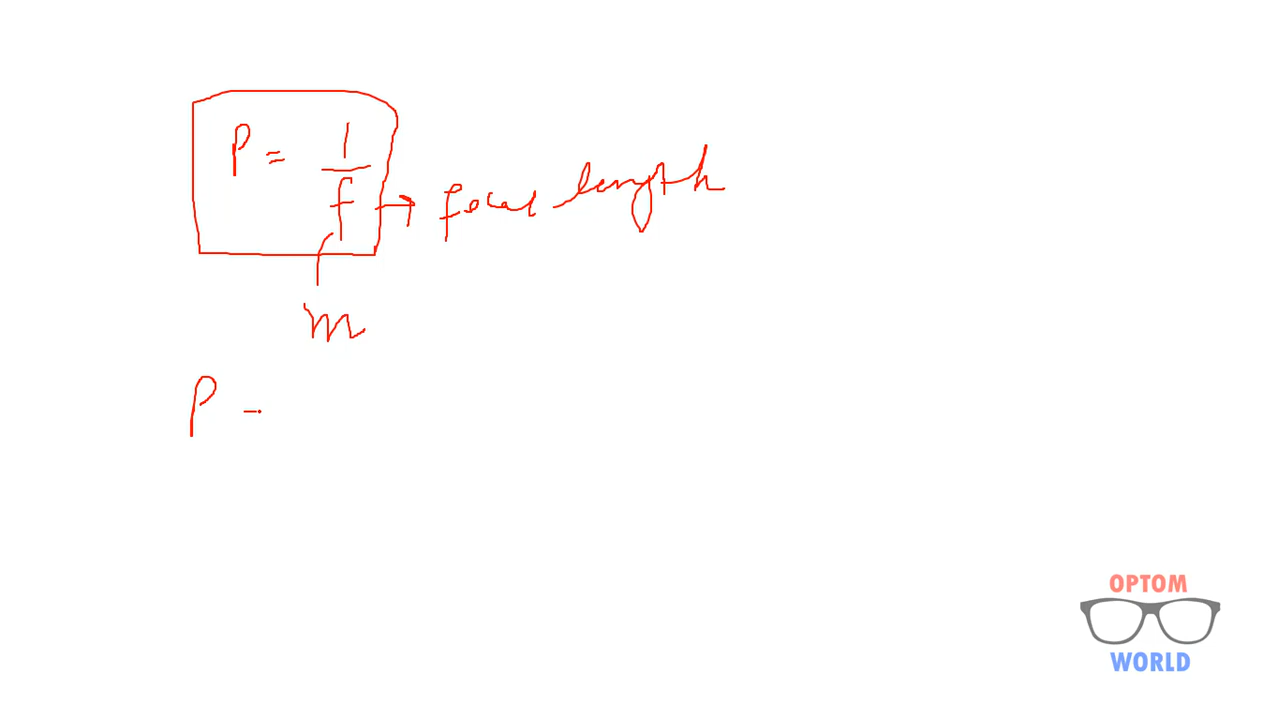 P = 1/f → focal length
m
P -
OPTOM
WORLD